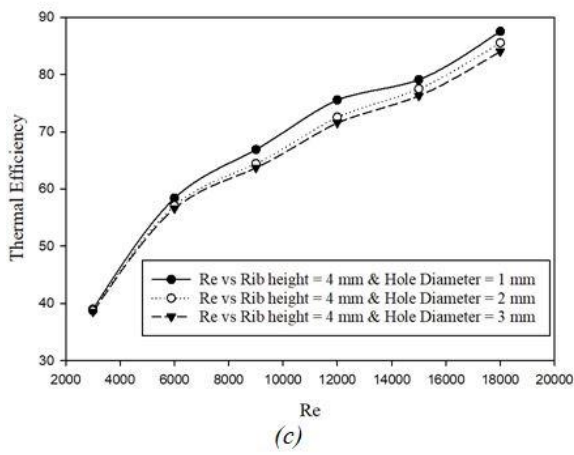 90
80
70
60
50
40
30
Thermal Efficiency
Re vs Rib height = 4 mm & Hole Diameter = 1 mm
Re vs Rib height = 4 mm & Hole Diameter = 2 mm
Re vs Rib height = 4 mm & Hole Diameter = 3 mm
2000 4000 6000 8000 10000 12000 14000 16000 18000 20000
Re
(c)